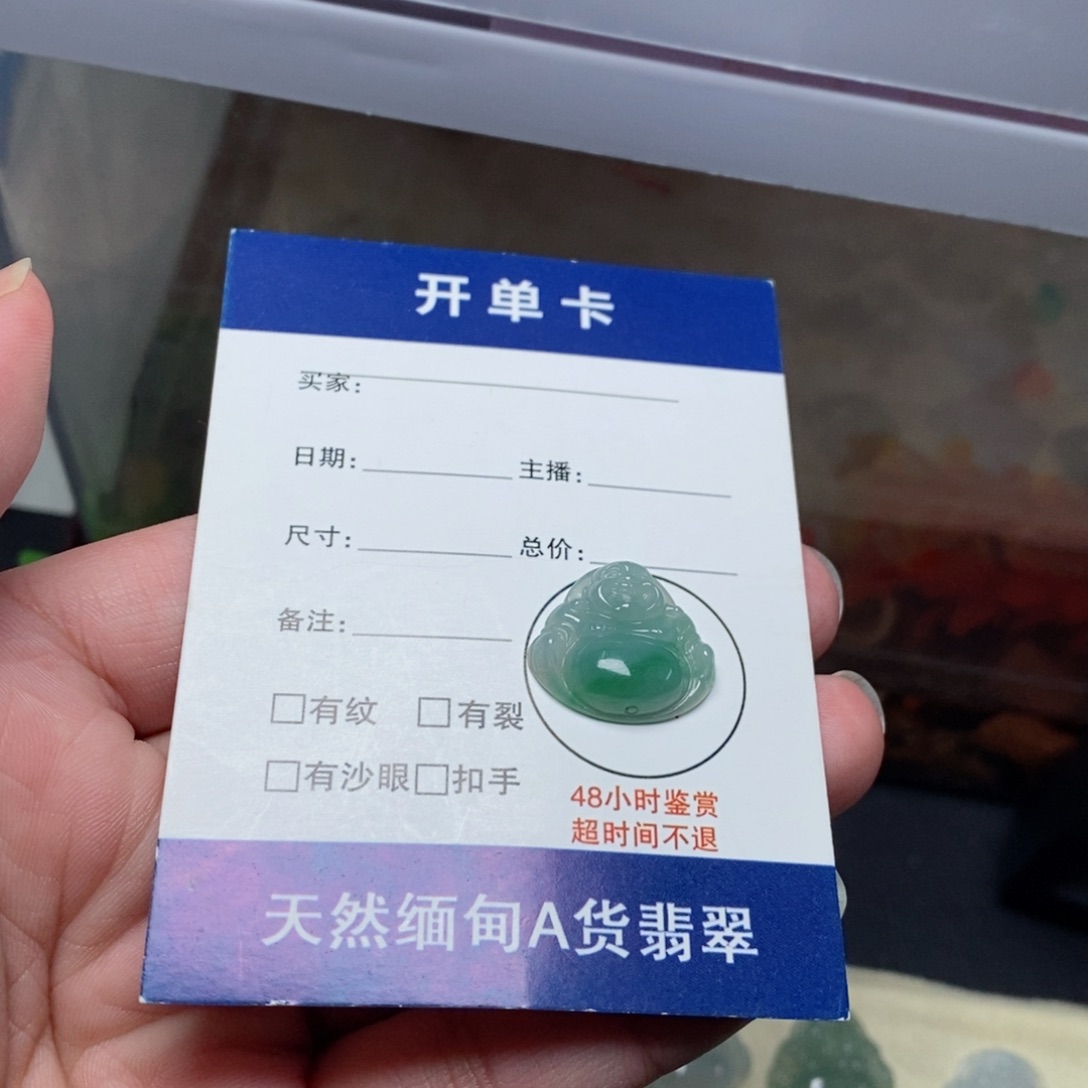 开单卡
买家:
日期: 主播:
尺寸: 总价:
备注:
有纹 有裂
有沙眼 扣手
48小时鉴赏
超时间不退
天然缅甸A货翡翠